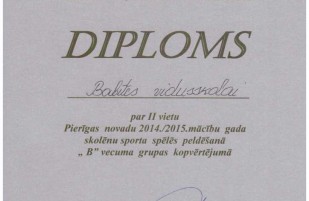 DIPLOMS
Babītes vidusskolai
par II vietu
Pierīgas novadu 2014./2015.mācību gada
skolēnu sporta spēlēs peldēšanā
„ B” vecuma grupas kopvērtējumā